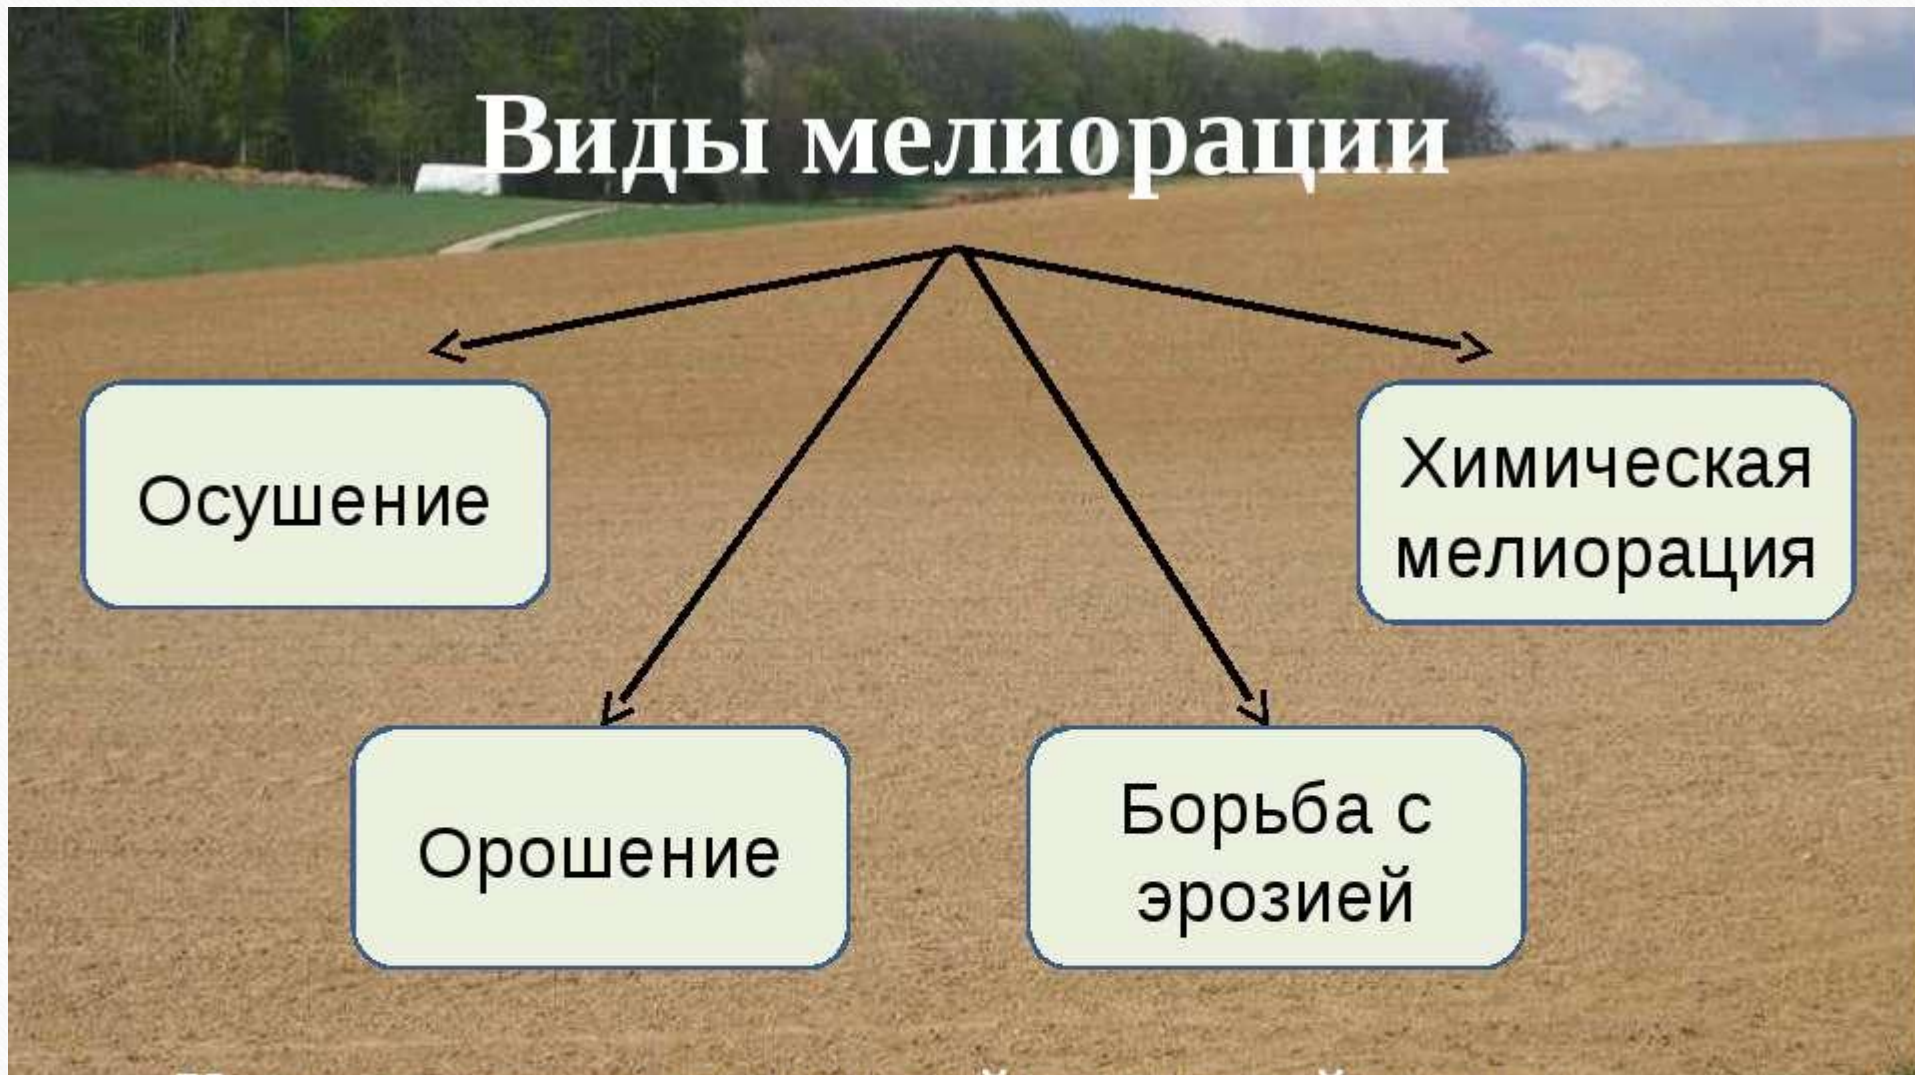 Виды мелиорации
Осушение
Химическая
мелиорация
Орошение
Борьба с
эрозией